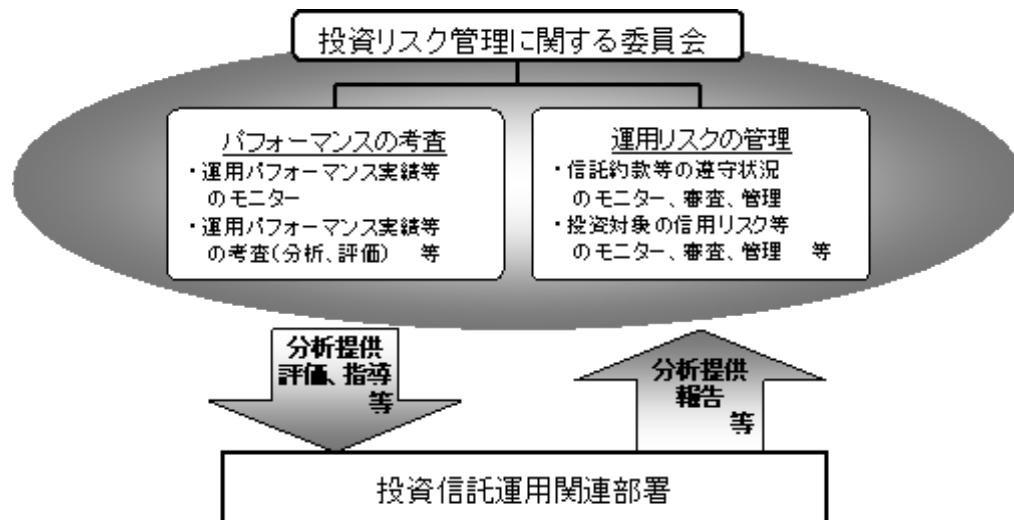 投資リスク管理に関する委員会
パフォーマンスの考査
・運用パフォーマンス実績等
のモニター
・運用パフォーマンス実績等
の考査(分析、評価) 等
運用リスクの管理
・信託約款等の遵守状況
のモニター、審査、管理
・投資対象の信用リスク等
のモニター、審査、管理 等
分析提供
評価、指導
等
分析提供
報告
等
投資信託運用関連部署